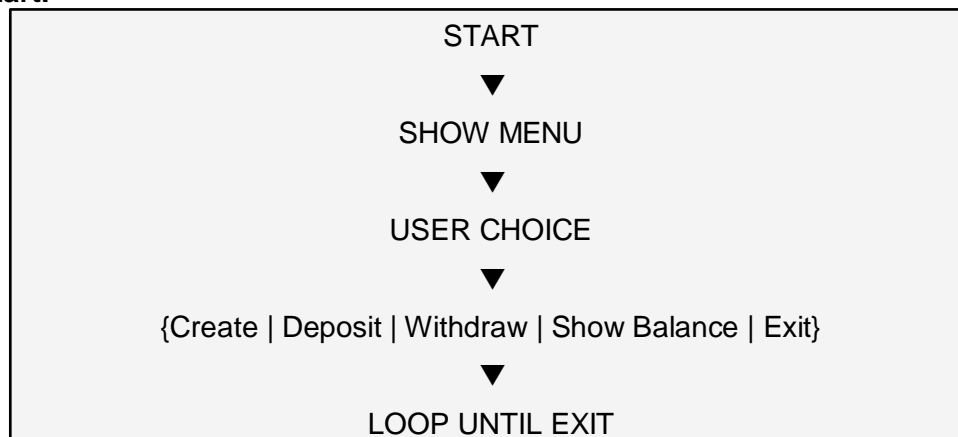 START
▼
SHOW MENU
▼
USER CHOICE
▼
{Create | Deposit | Withdraw | Show Balance | Exit}
▼
LOOP UNTIL EXIT